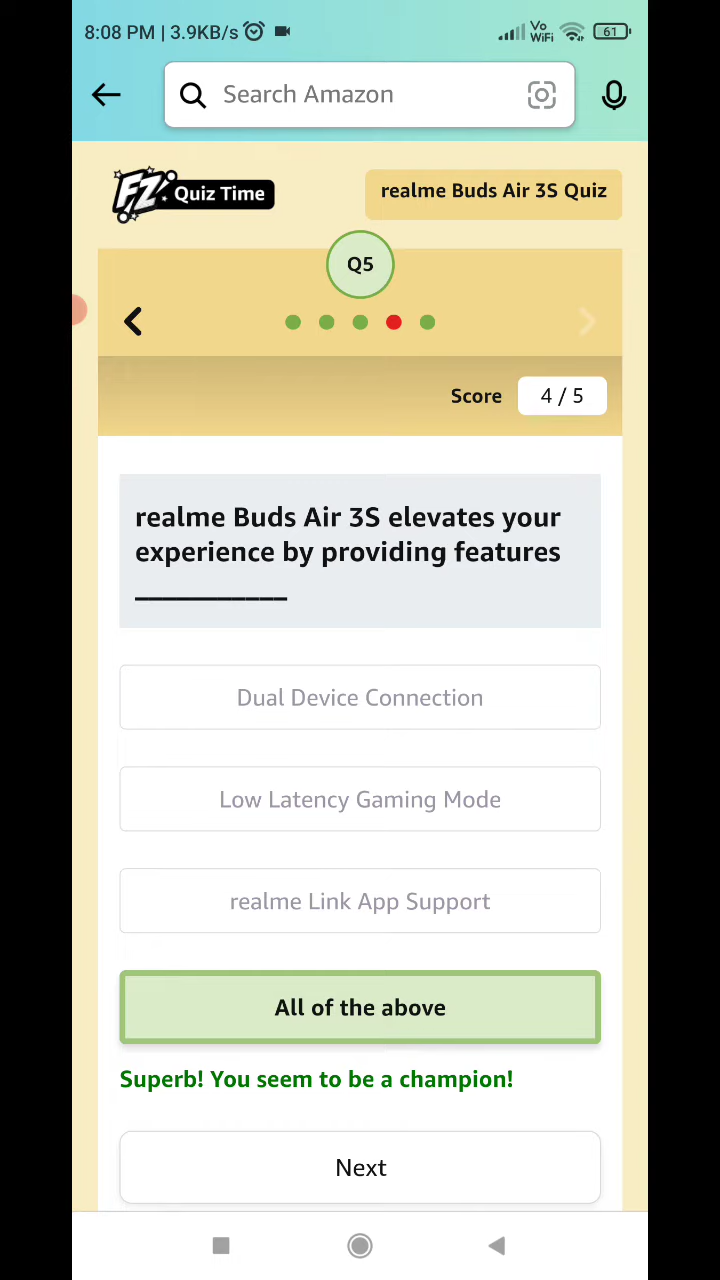 8:08 PM | 3.9KB/s Vo WiFi 61
Search Amazon
FZ Quiz Time realme Buds Air 3S Quiz
Q5
Score 4 / 5
realme Buds Air 3S elevates your
experience by providing features
___________
Dual Device Connection
Low Latency Gaming Mode
realme Link App Support
All of the above
Superb! You seem to be a champion!
Next